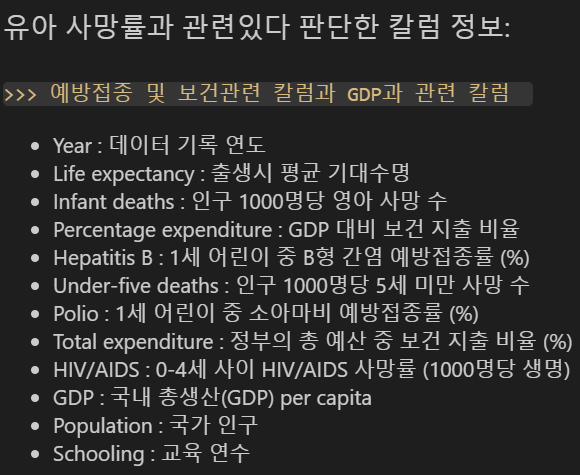 유아 사망률과 관련있다 판단한 칼럼 정보:
>>> 예방접종 및 보건관련 칼럼과 GDP과 관련 칼럼
• Year : 데이터 기록 연도
• Life expectancy : 출생시 평균 기대수명
• Infant deaths : 인구 1000명당 영아 사망 수
• Percentage expenditure : GDP 대비 보건 지출 비율
• Hepatitis B : 1세 어린이 중 B형 간염 예방접종률 (%)
• Under-five deaths : 인구 1000명당 5세 미만 사망 수
• Polio : 1세 어린이 중 소아마비 예방접종률 (%)
• Total expenditure : 정부의 총 예산 중 보건 지출 비율 (%)
• HIV/AIDS : 0-4세 사이 HIV/AIDS 사망률 (1000명당 생명)
• GDP : 국내 총생산(GDP) per capita
• Population : 국가 인구
• Schooling : 교육 연수